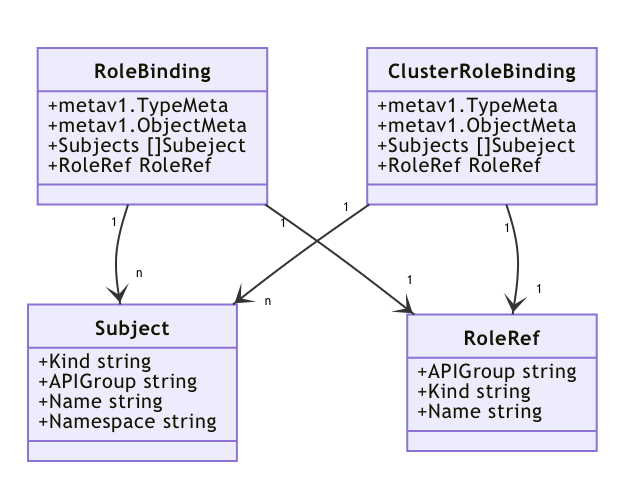 RoleBinding
+metav1.TypeMeta
+metav1.ObjectMeta
+Subjects []Subeject
+RoleRef RoleRef
ClusterRoleBinding
+metav1.TypeMeta
+metav1.ObjectMeta
+Subjects []Subeject
+RoleRef RoleRef
1
1
1
1
n
n
1
1
Subject
+Kind string
+APIGroup string
+Name string
+Namespace string
RoleRef
+APIGroup string
+Kind string
+Name string